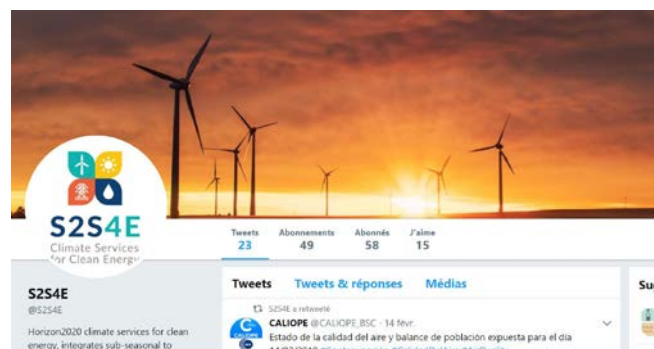 S2S4E
Climate Services
for Clean Energy
Tweets Abonnements Abonnés J'aime
23 49 58 15
S2S4E
@S2S4E
Horizon2020 climate services for clean
energy, integrates sub-seasonal to
Tweets Tweets & réponses Médias
S2S4E a retweeté
CALIOPE @CALIOPE_BSC · 14 févr.
CALIOPE
Estado de la calidad del aire y balance de población expuesta para el día
Su